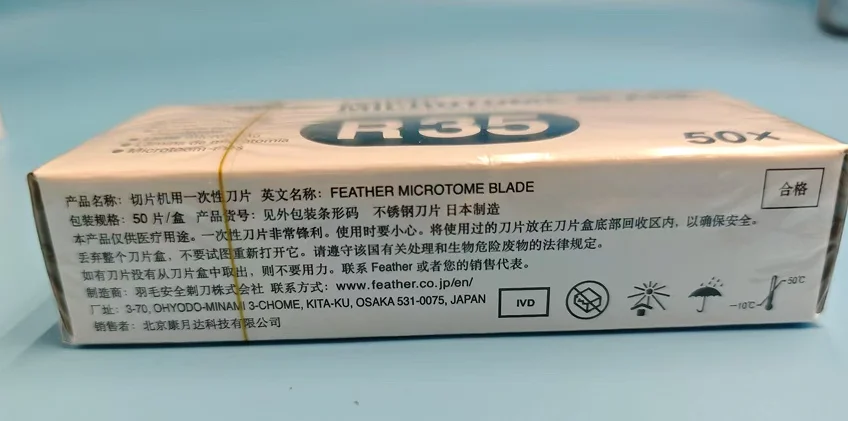 R35
50×
产品名称：切片机用一次性刀片 英文名称：FEATHER MICROTOME BLADE
合格
包装规格：50 片/盒 产品货号：见外包装条形码 不锈钢刀片 日本制造
本产品仅供医疗用途。一次性刀片非常锋利。使用时要小心。将使用过的刀片放在刀片盒底部回收区内，以确保安全。
丢弃整个刀片盒，不要试图重新打开它。请遵守该国有关处理和生物危险废物的法律规定。
如有刀片没有从刀片盒中取出，则不要用力。联系 Feather 或者您的销售代表。
制造商：羽毛安全剃刀株式会社 联系方式：www.feather.co.jp/en/
厂址：3-70, OHYODO-MINAMI 3-CHOME, KITA-KU, OSAKA 531-0075, JAPAN
IVD
-10℃
50℃
销售者：北京康月达科技有限公司